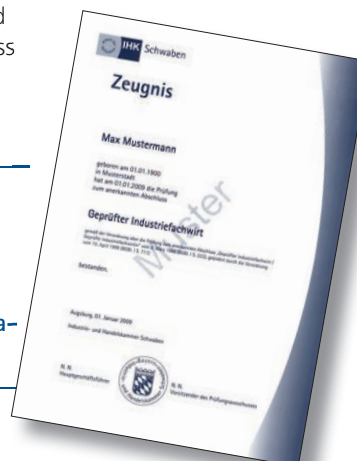 d
ss
IHK Schwaben
Zeugnis
Max Mustermann
geboren am 01.01.1900
in Musterstadt
hat am 01.01.2009 die Prüfung
zum anerkannten Abschluss
Geprüfter Industriefachwirt
bestanden.
Muster
a-
Augsburg, 01. Januar 2009
Industrie- und Handelskammer Schwaben
N. N.
Hauptgeschäftsführer
N. N.
Vorsitzender des Prüfungsausschusses